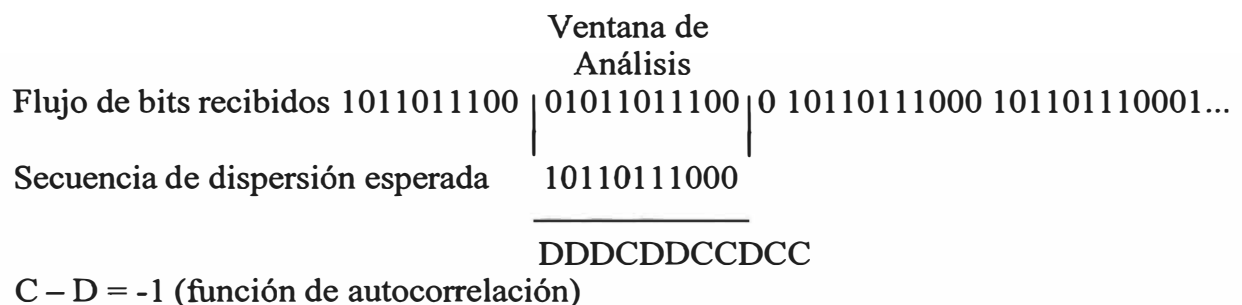 Ventana de
Análisis
Flujo de bits recibidos 1011011100 | 01011011100 | 0 10110111000 101101110001...
Secuencia de dispersión esperada 10110111000
DDDCDDCCDCC
C – D = -1 (función de autocorrelación)